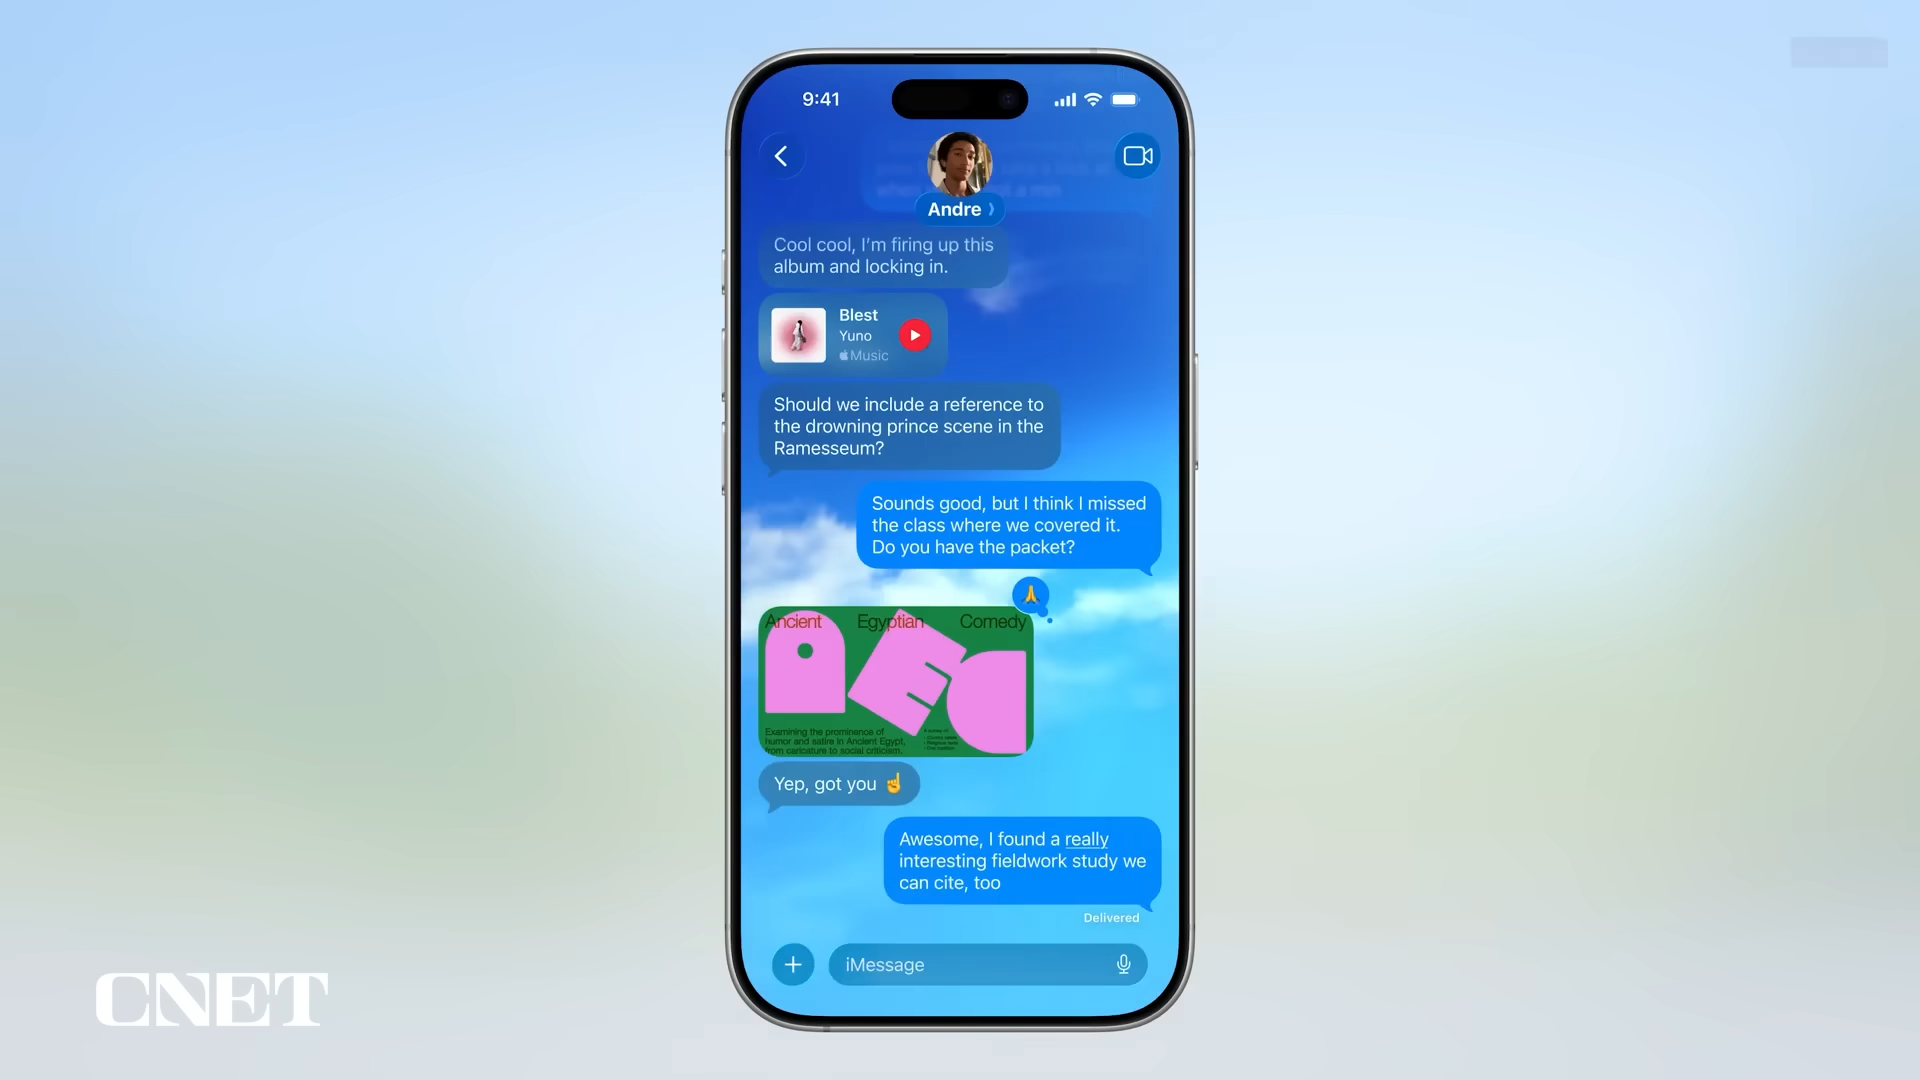 9:41
Andre
Cool cool, I'm firing up this
album and locking in.
Blest
Yuno
Music
Should we include a reference to
the drowning prince scene in the
Ramesseum?
Sounds good, but I think I missed
the class where we covered it.
Do you have the packet?
Ancient Egyptian Comedy
AEC
Examining the prominence of
humor and satire in Ancient Egypt,
from caricature to social criticism.
Yep, got you ☝️
Awesome, I found a really
interesting fieldwork study we
can cite, too
Delivered
iMessage
CNET